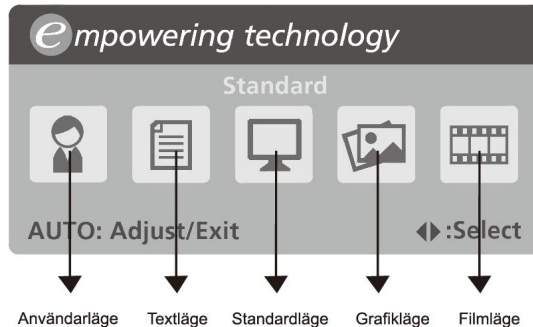 empowering technology
Standard
AUTO: Adjust/Exit :Select
Användarläge Textläge Standardläge Grafikläge Filmläge